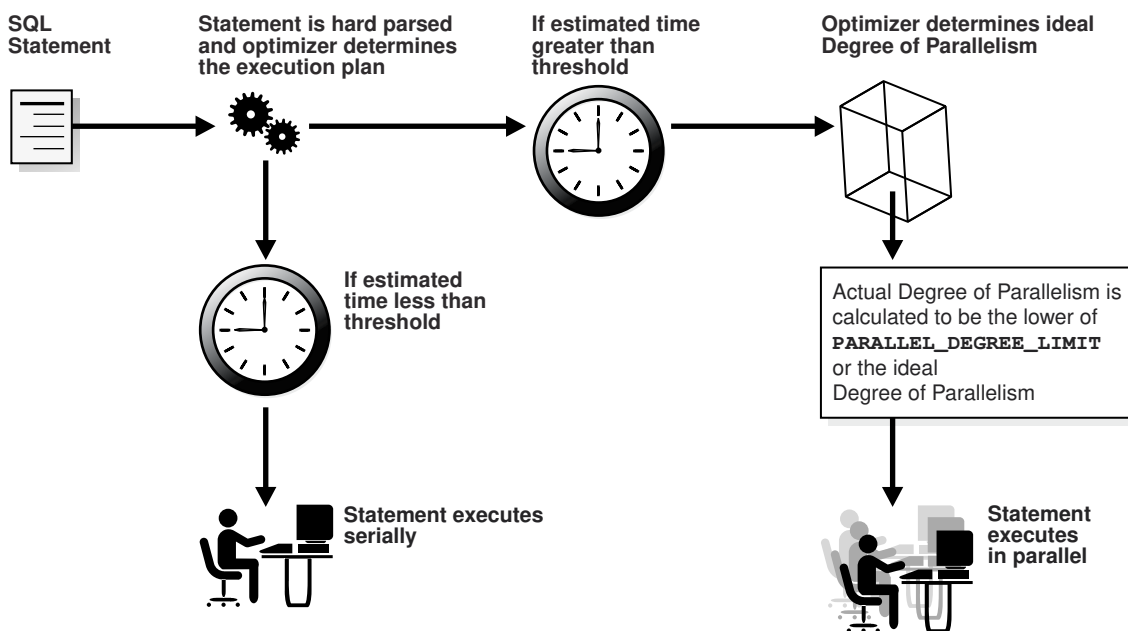 SQL
Statement
Statement is hard parsed
and optimizer determines
the execution plan
If estimated time
greater than
threshold
Optimizer determines ideal
Degree of Parallelism
If estimated
time less than
threshold
Actual Degree of Parallelism is
calculated to be the lower of
PARALLEL_DEGREE_LIMIT
or the ideal
Degree of Parallelism
Statement executes
serially
Statement
executes
in parallel